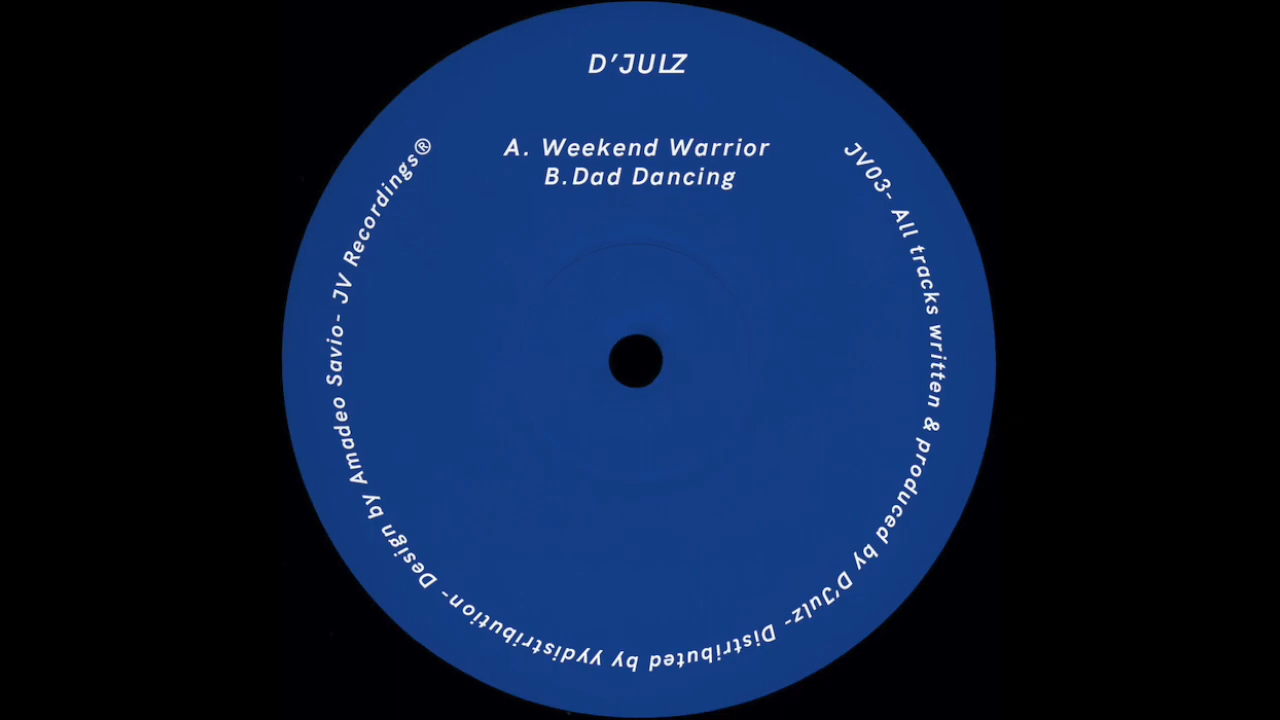 D'JULZ
A. Weekend Warrior
B.Dad Dancing
JV03- All tracks written & produced by D'Julz- Distributed by yydistribution- Design by Amadeo Savio- JV Recordings®